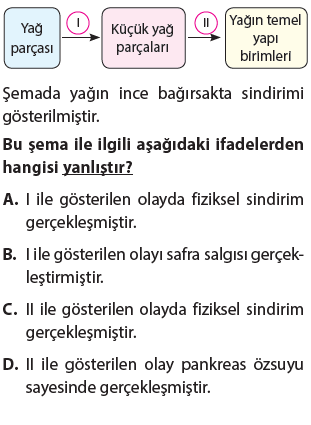 Yağ
parçası
I
Küçük yağ
parçaları
II
Yağın temel
yapı
birimleri
Şemada yağın ince bağırsakta sindirimi
gösterilmiştir.
Bu şema ile ilgili aşağıdaki ifadelerden
hangisi yanlıştır?
A. I ile gösterilen olayda fiziksel sindirim
gerçekleşmiştir.
B. I ile gösterilen olayı safra salgısı gerçek-
leştirmiştir.
C. II ile gösterilen olayda fiziksel sindirim
gerçekleşmiştir.
D. II ile gösterilen olay pankreas özsuyu
sayesinde gerçekleşmiştir.